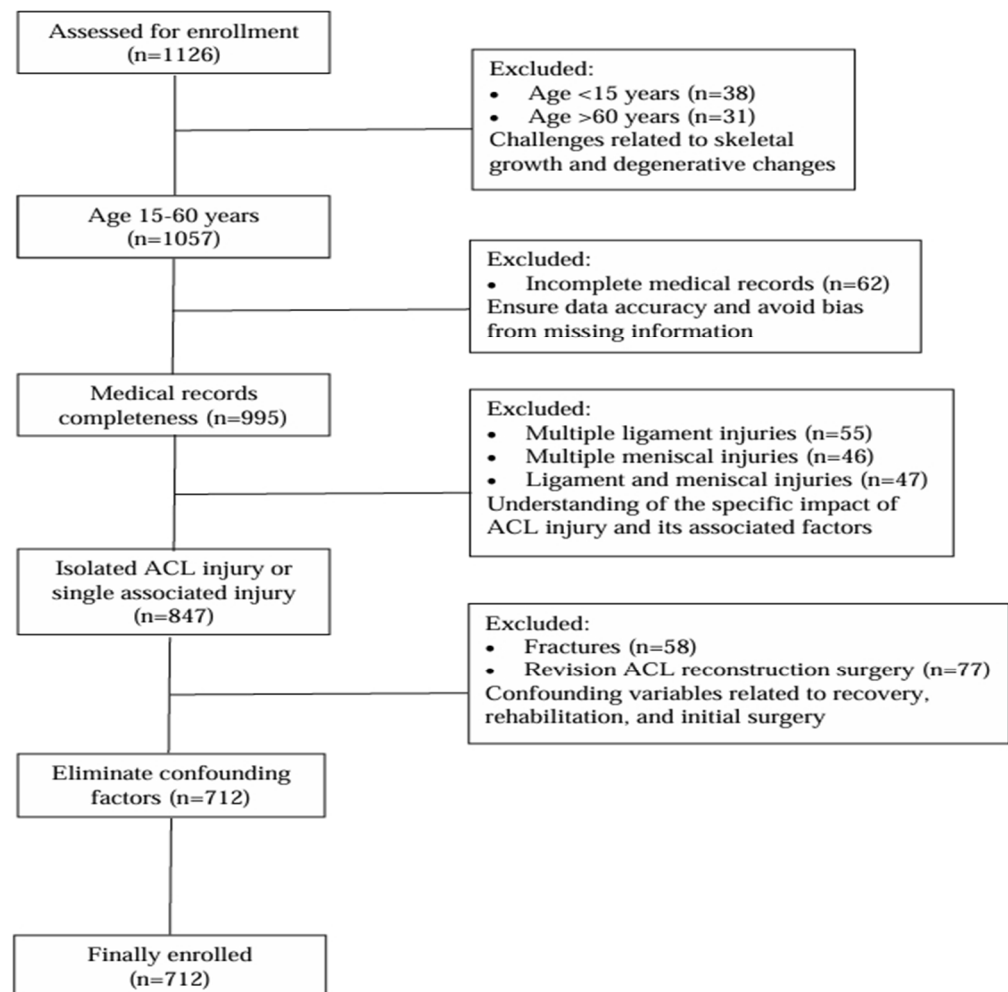 Assessed for enrollment
(n=1126)
Excluded:
• Age <15 years (n=38)
• Age >60 years (n=31)
Challenges related to skeletal
growth and degenerative changes
Age 15-60 years
(n=1057)
Excluded:
• Incomplete medical records (n=62)
Ensure data accuracy and avoid bias
from missing information
Medical records
completeness (n=995)
Excluded:
• Multiple ligament injuries (n=55)
• Multiple meniscal injuries (n=46)
• Ligament and meniscal injuries (n=47)
Understanding of the specific impact of
ACL injury and its associated factors
Isolated ACL injury or
single associated injury
(n=847)
Excluded:
• Fractures (n=58)
• Revision ACL reconstruction surgery (n=77)
Confounding variables related to recovery,
rehabilitation, and initial surgery
Eliminate confounding
factors (n=712)
Finally enrolled
(n=712)